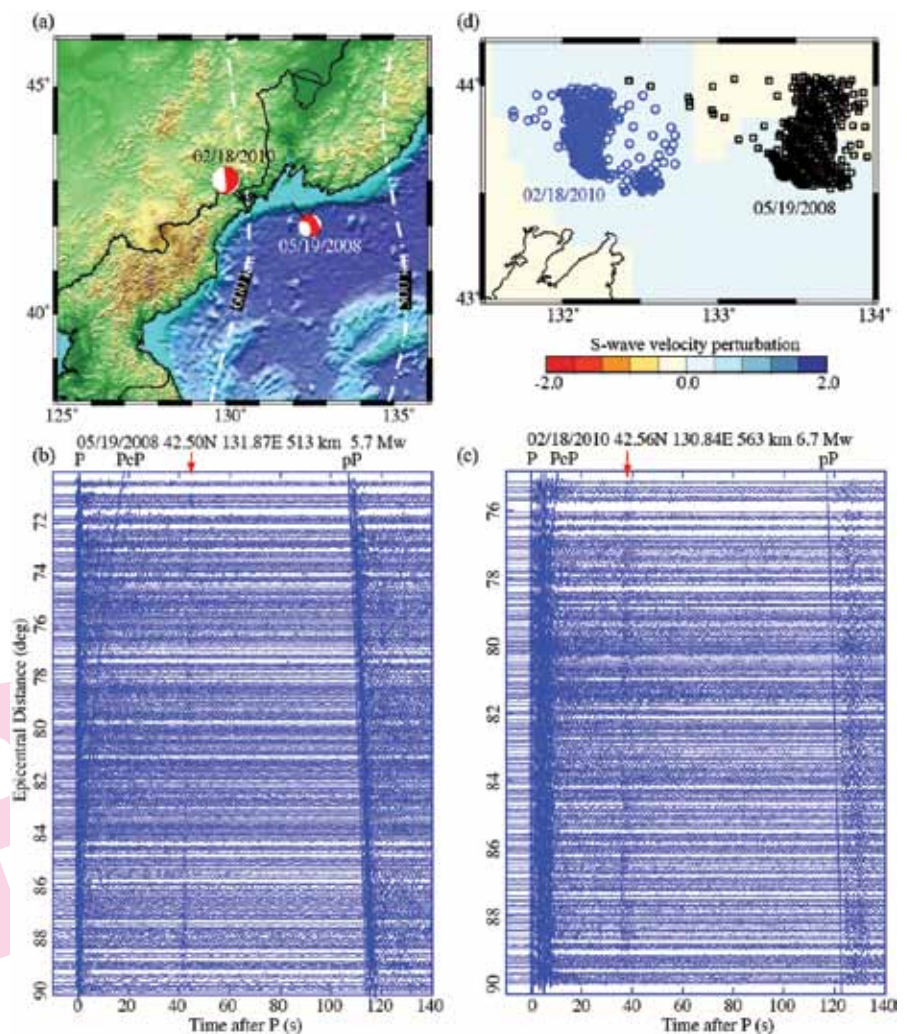 (a)
45°
02/18/2010
05/19/2008
600
500
40°
125°
130°
135°
(d)
44°
02/18/2010
05/19/2008
43°
132°
133°
134°
S-wave velocity perturbation
-2.0 0.0 2.0
05/19/2008 42.50N 131.87E 513 km 5.7 Mw
(b) P PcP pP
72
74
76
78
80
82
84
86
88
90
Epicentral Distance (deg)
0 20 40 60 80 100 120 140
Time after P (s)
02/18/2010 42.56N 130.84E 563 km 6.7 Mw
(c) P PcP pP
76
78
80
82
84
86
88
90
0 20 40 60 80 100 120 140
Time after P (s)